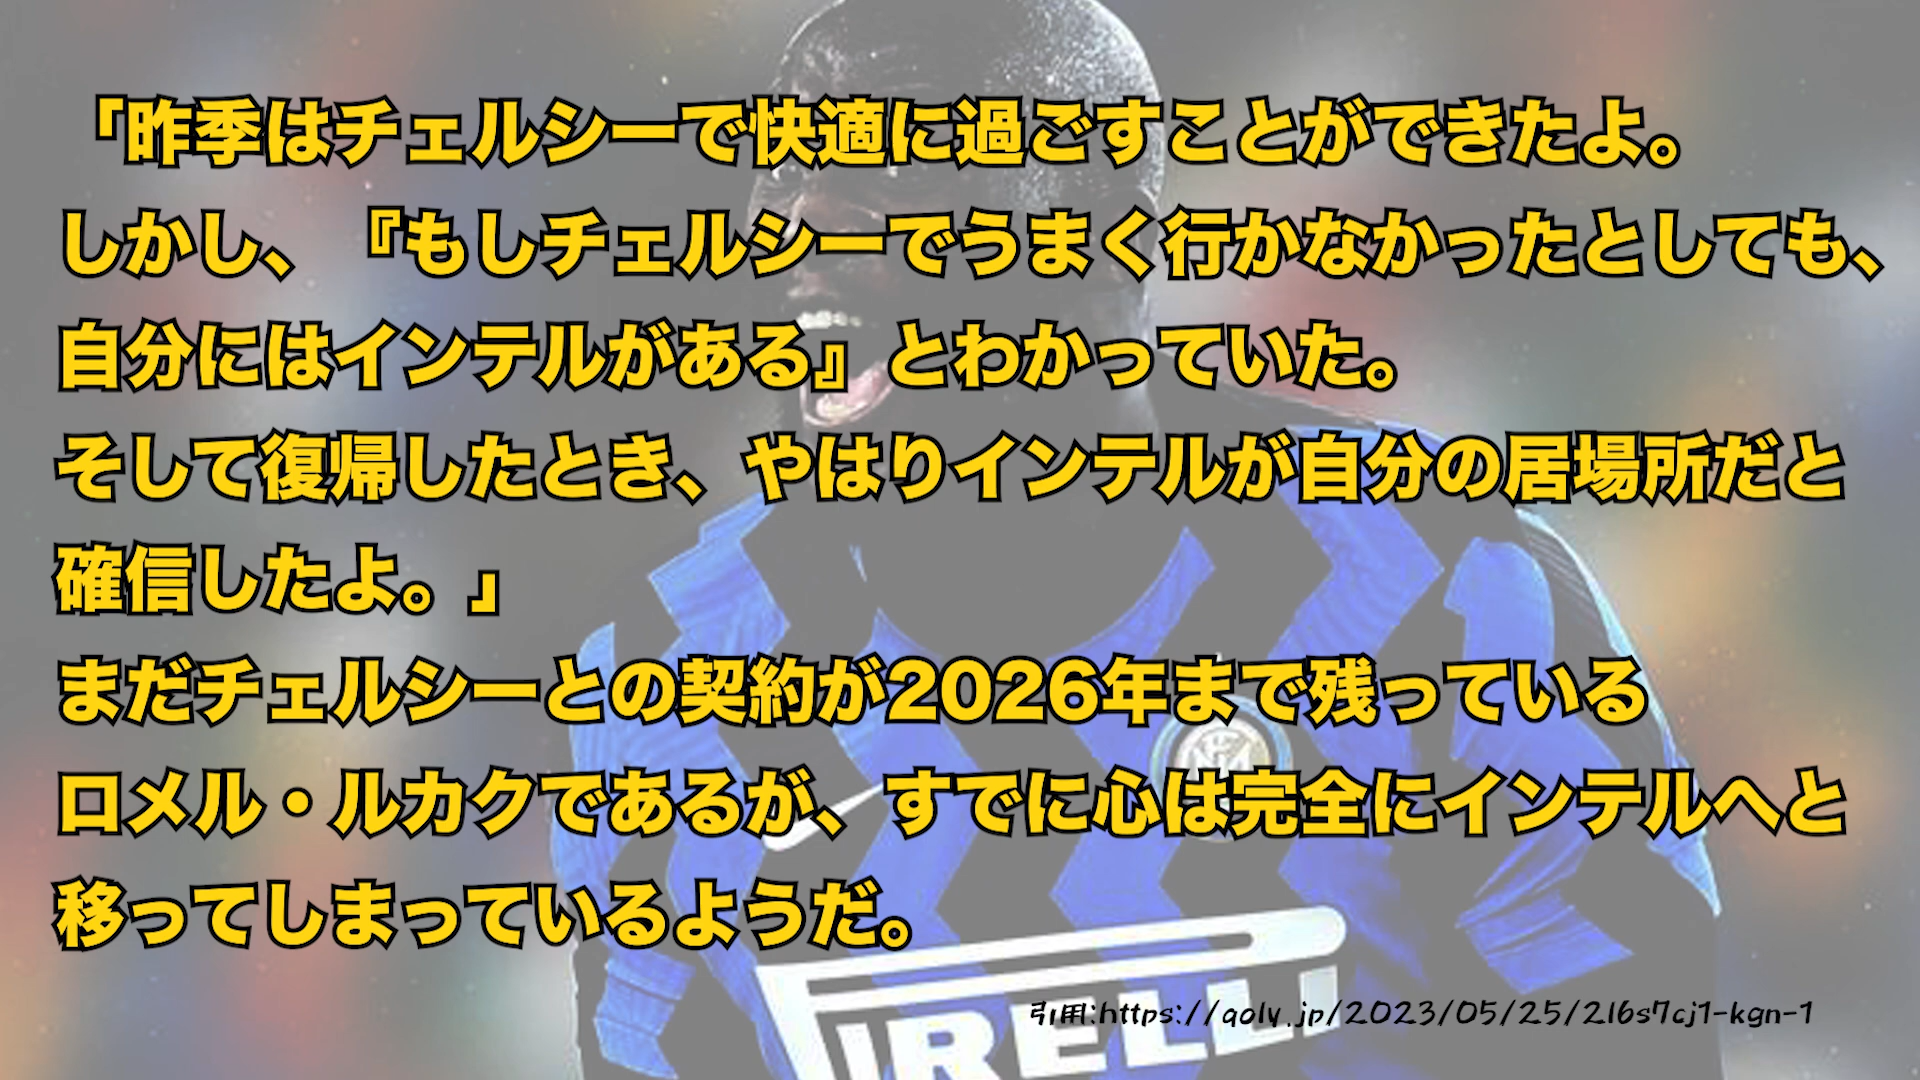 「昨季はチェルシーで快適に過ごすことができたよ。
しかし、『もしチェルシーでうまく行かなかったとしても、
自分にはインテルがある』とわかっていた。
そして復帰したとき、やはりインテルが自分の居場所だと
確信したよ。」
まだチェルシーとの契約が2026年まで残っている
ロメル・ルカクであるが、すでに心は完全にインテルへと
移ってしまっているようだ。
引用:https://qoly.jp/2023/05/25/2l6s7cj1-kgn-1
IRELLI